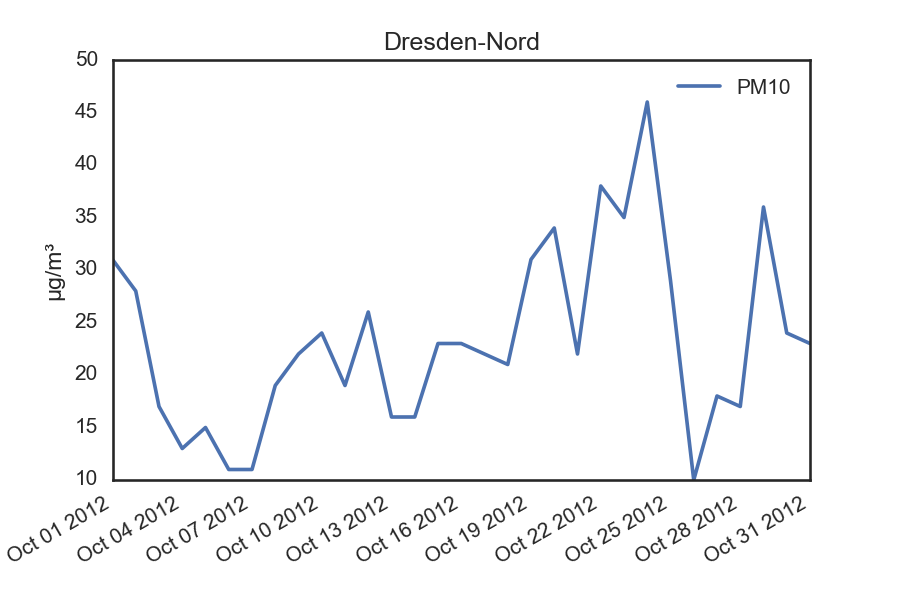 Dresden-Nord
PM10
µg/m³
50
45
40
35
30
25
20
15
10
Oct 01 2012
Oct 04 2012
Oct 07 2012
Oct 10 2012
Oct 13 2012
Oct 16 2012
Oct 19 2012
Oct 22 2012
Oct 25 2012
Oct 28 2012
Oct 31 2012